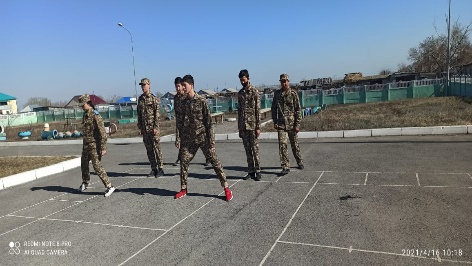 REDMI NOTE 8 PRO
AI QUAD CAMERA
2021/4/16 10:18